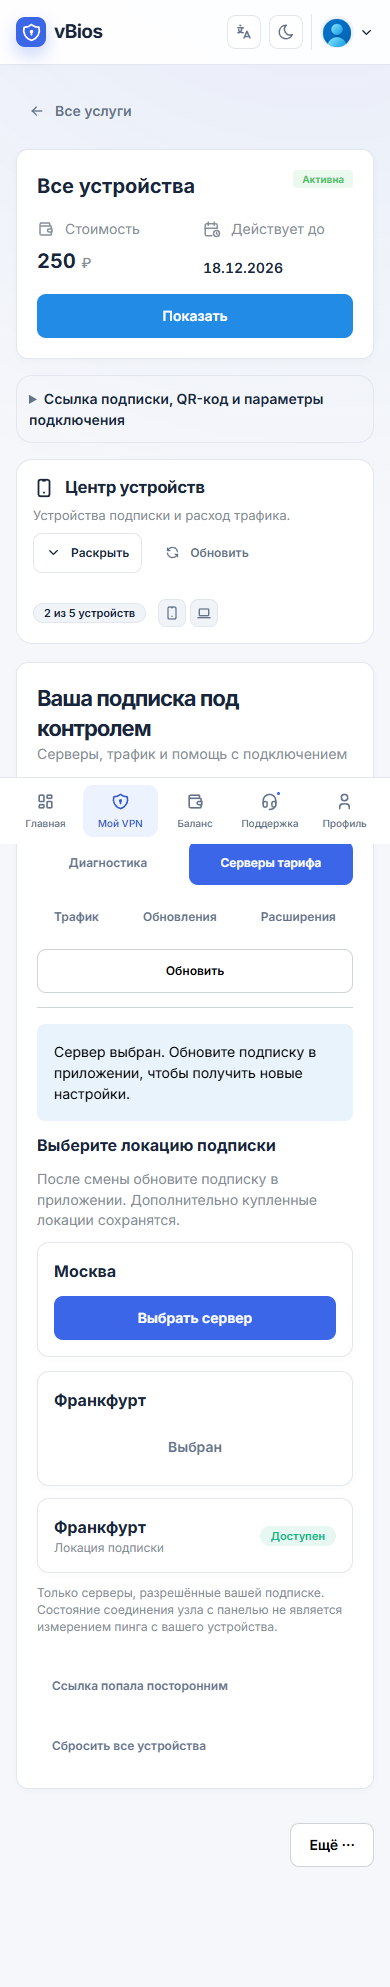 vBios
Все услуги
Все устройства
Активна
Стоимость
Действует до
250 ₽
18.12.2026
Показать
Ссылка подписки, QR-код и параметры
подключения
Центр устройств
Устройства подписки и расход трафика.
Раскрыть
Обновить
2 из 5 устройств
Ваша подписка под
контролем
Серверы, трафик и помощь с подключением
Главная
Мой VPN
Баланс
Поддержка
Профиль
Диагностика
Серверы тарифа
Трафик
Обновления
Расширения
Обновить
Сервер выбран. Обновите подписку в
приложении, чтобы получить новые
настройки.
Выберите локацию подписки
После смены обновите подписку в
приложении. Дополнительно купленные
локации сохранятся.
Москва
Выбрать сервер
Франкфурт
Выбран
Франкфурт
Локация подписки
Доступен
Только серверы, разрешённые вашей подписке.
Состояние соединения узла с панелью не является
измерением пинга с вашего устройства.
Ссылка попала посторонним
Сбросить все устройства
Ещё ···